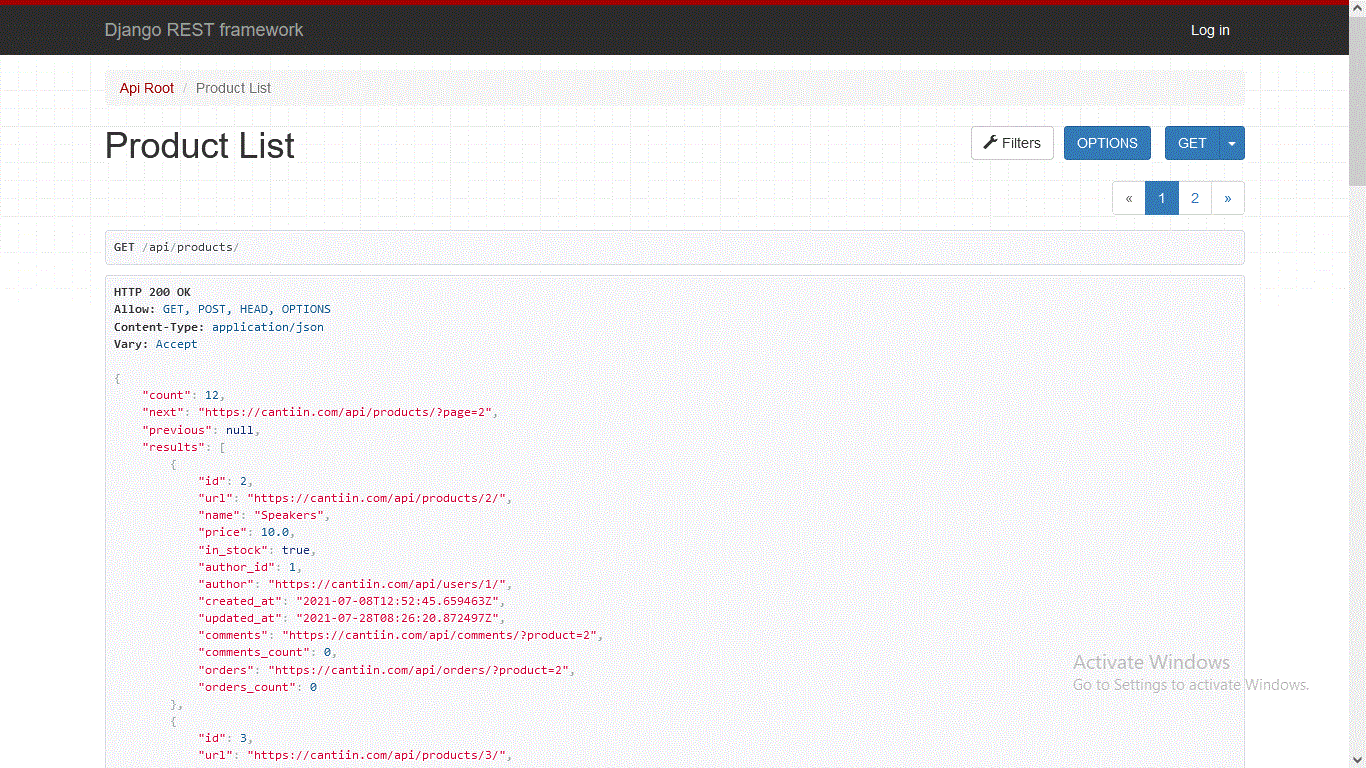 Django REST framework
Log in
Api Root / Product List
Product List
Filters
OPTIONS
GET
« 1 2 »
GET /api/products/
HTTP 200 OK
Allow: GET, POST, HEAD, OPTIONS
Content-Type: application/json
Vary: Accept
{
    "count": 12,
    "next": "https://cantiin.com/api/products/?page=2",
    "previous": null,
    "results": [
        {
            "id": 2,
            "url": "https://cantiin.com/api/products/2/",
            "name": "Speakers",
            "price": 10.0,
            "in_stock": true,
            "author_id": 1,
            "author": "https://cantiin.com/api/users/1/",
            "created_at": "2021-07-08T12:52:45.659463Z",
            "updated_at": "2021-07-28T08:26:20.872497Z",
            "comments": "https://cantiin.com/api/comments/?product=2",
            "comments_count": 0,
            "orders": "https://cantiin.com/api/orders/?product=2",
            "orders_count": 0
        },
        {
            "id": 3,
            "url": "https://cantiin.com/api/products/3/",
Activate Windows
Go to Settings to activate Windows.